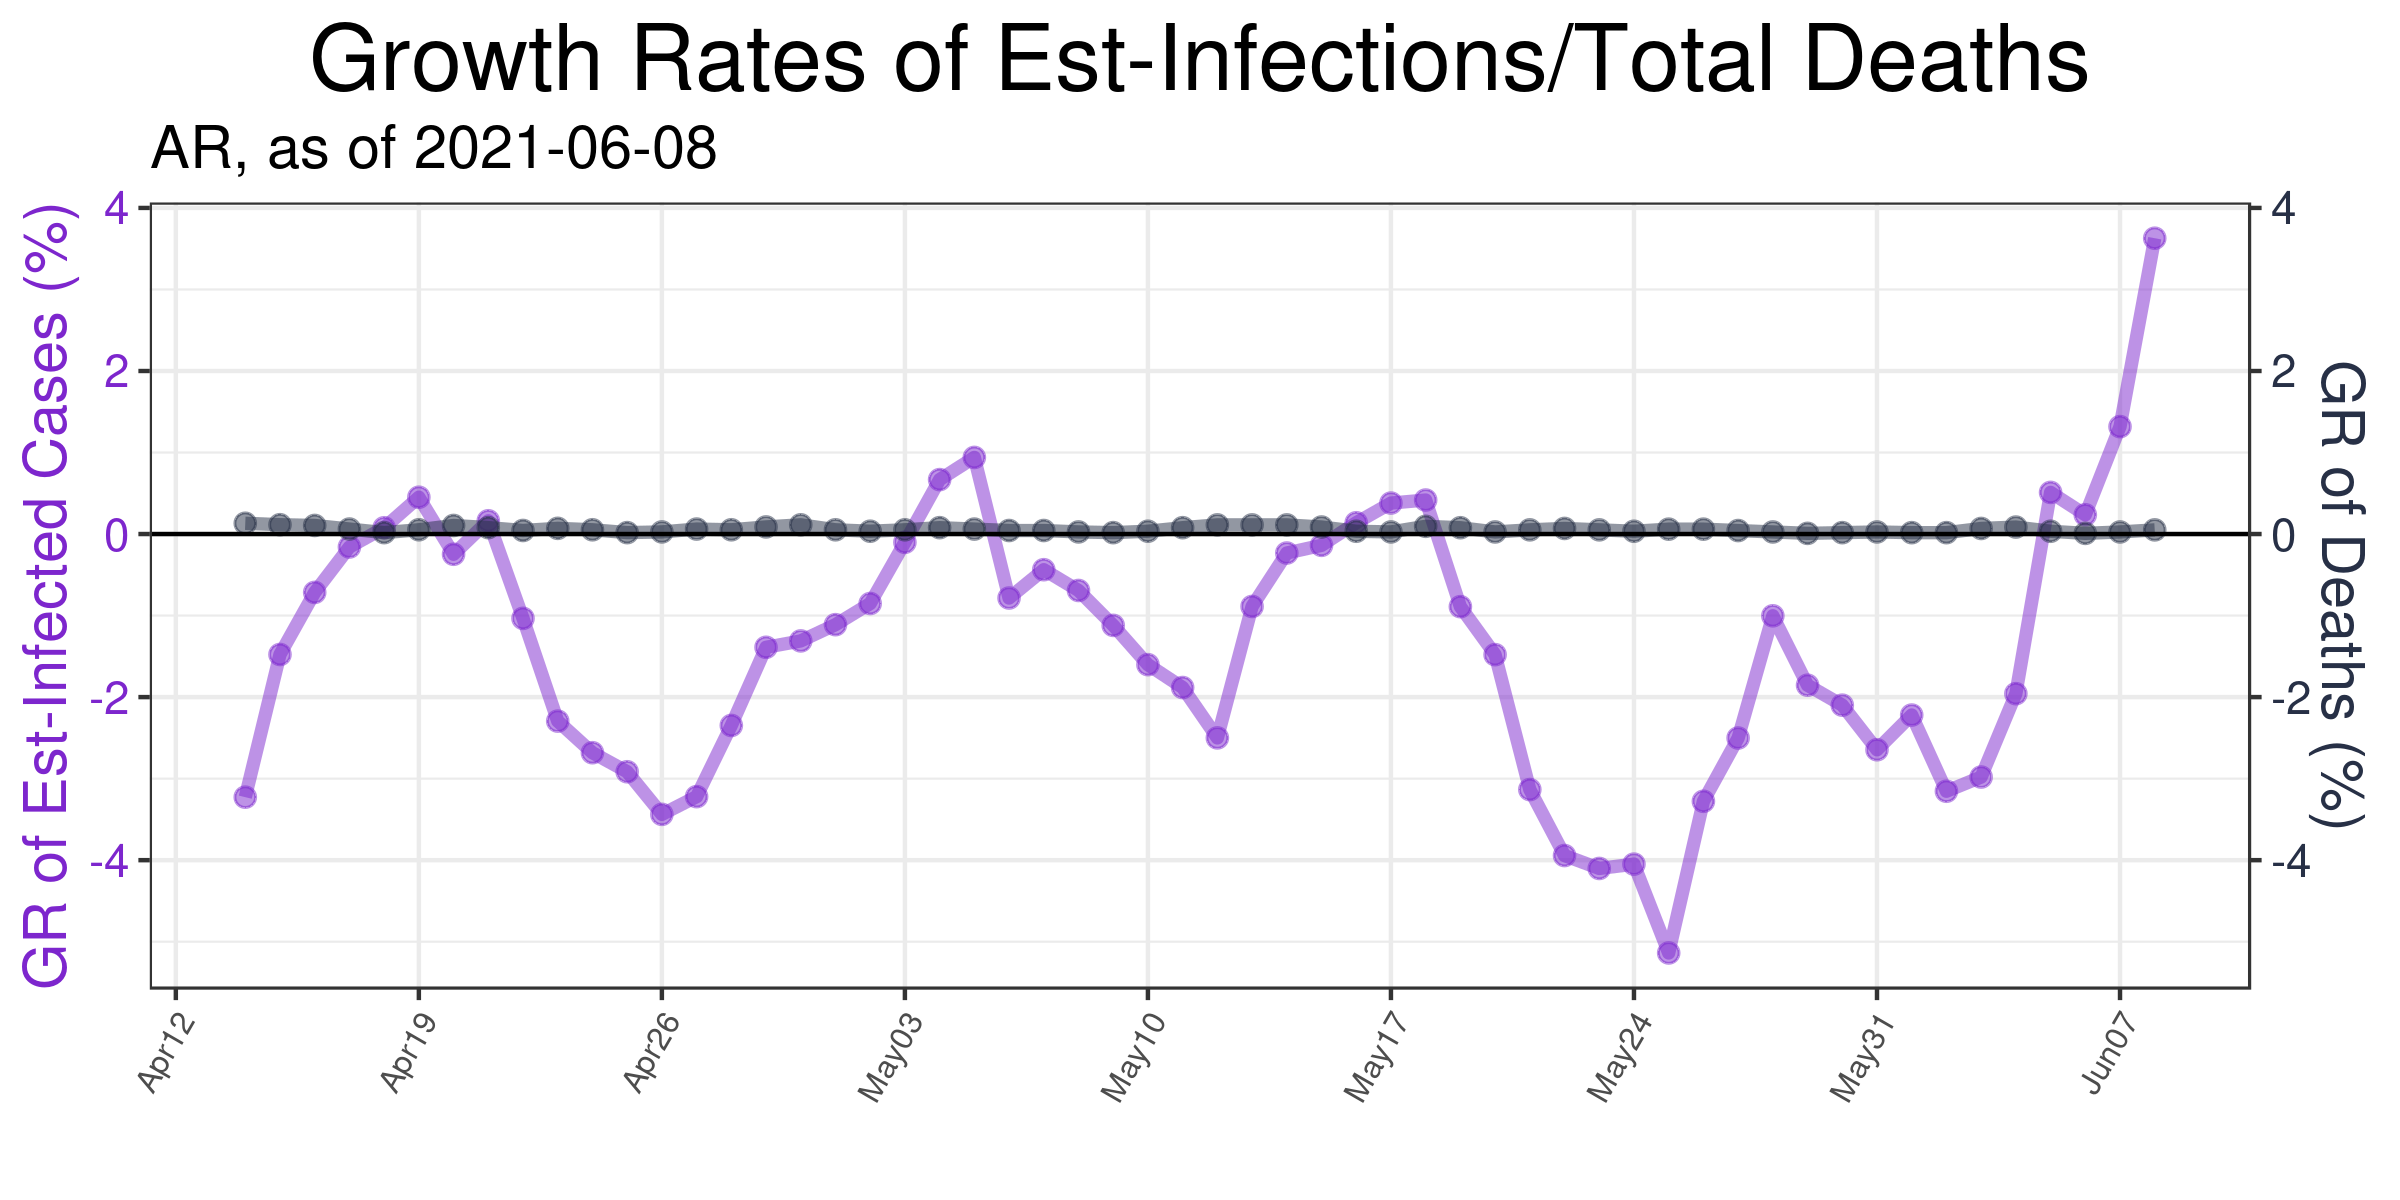 Growth Rates of Est-Infections/Total Deaths
AR, as of 2021-06-08
GR of Est-Infected Cases (%)
4
2
0
-2
-4
4
2
0
-2
-4
GR of Deaths (%)
Apr12
Apr19
Apr26
May03
May10
May17
May24
May31
Jun07